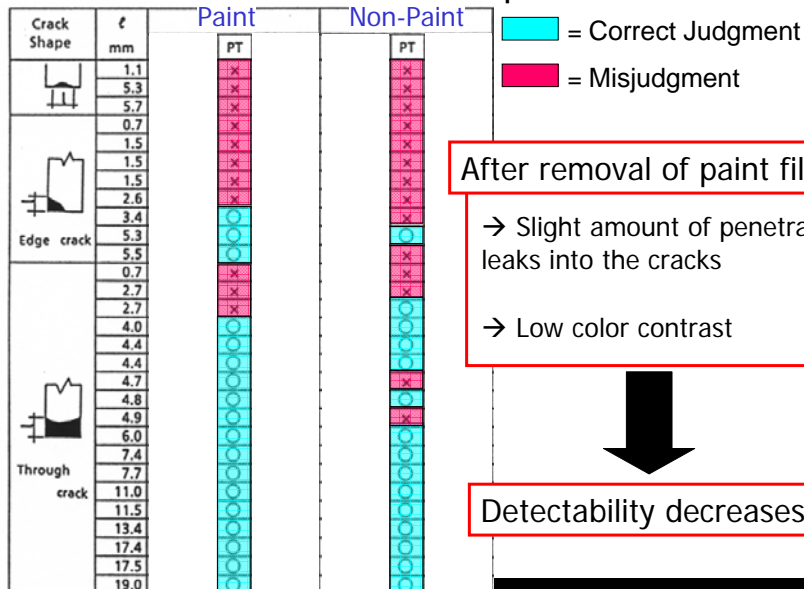 Crack Shape ℓ mm Paint Non-Paint
PT PT
= Correct Judgment
= Misjudgment
1.1 × ×
5.3 × ×
5.7 × ×
0.7 × ×
1.5 × ×
1.5 × ×
1.5 × ×
2.6 × ×
3.4 ○ ×
Edge crack 5.3 ○ ○
5.5 ○ ×
0.7 × ×
2.7 × ×
2.7 × ○
4.0 ○ ○
4.4 ○ ○
4.4 ○ ○
4.7 ○ ×
4.8 ○ ○
4.9 ○ ×
6.0 ○ ○
7.4 ○ ○
Through 7.7 ○ ○
crack 11.0 ○ ○
11.5 ○ ○
13.4 ○ ○
17.4 ○ ○
17.5 ○ ○
19.0 ○ ○
After removal of paint fil
→ Slight amount of penetra
leaks into the cracks
→ Low color contrast
Detectability decreases